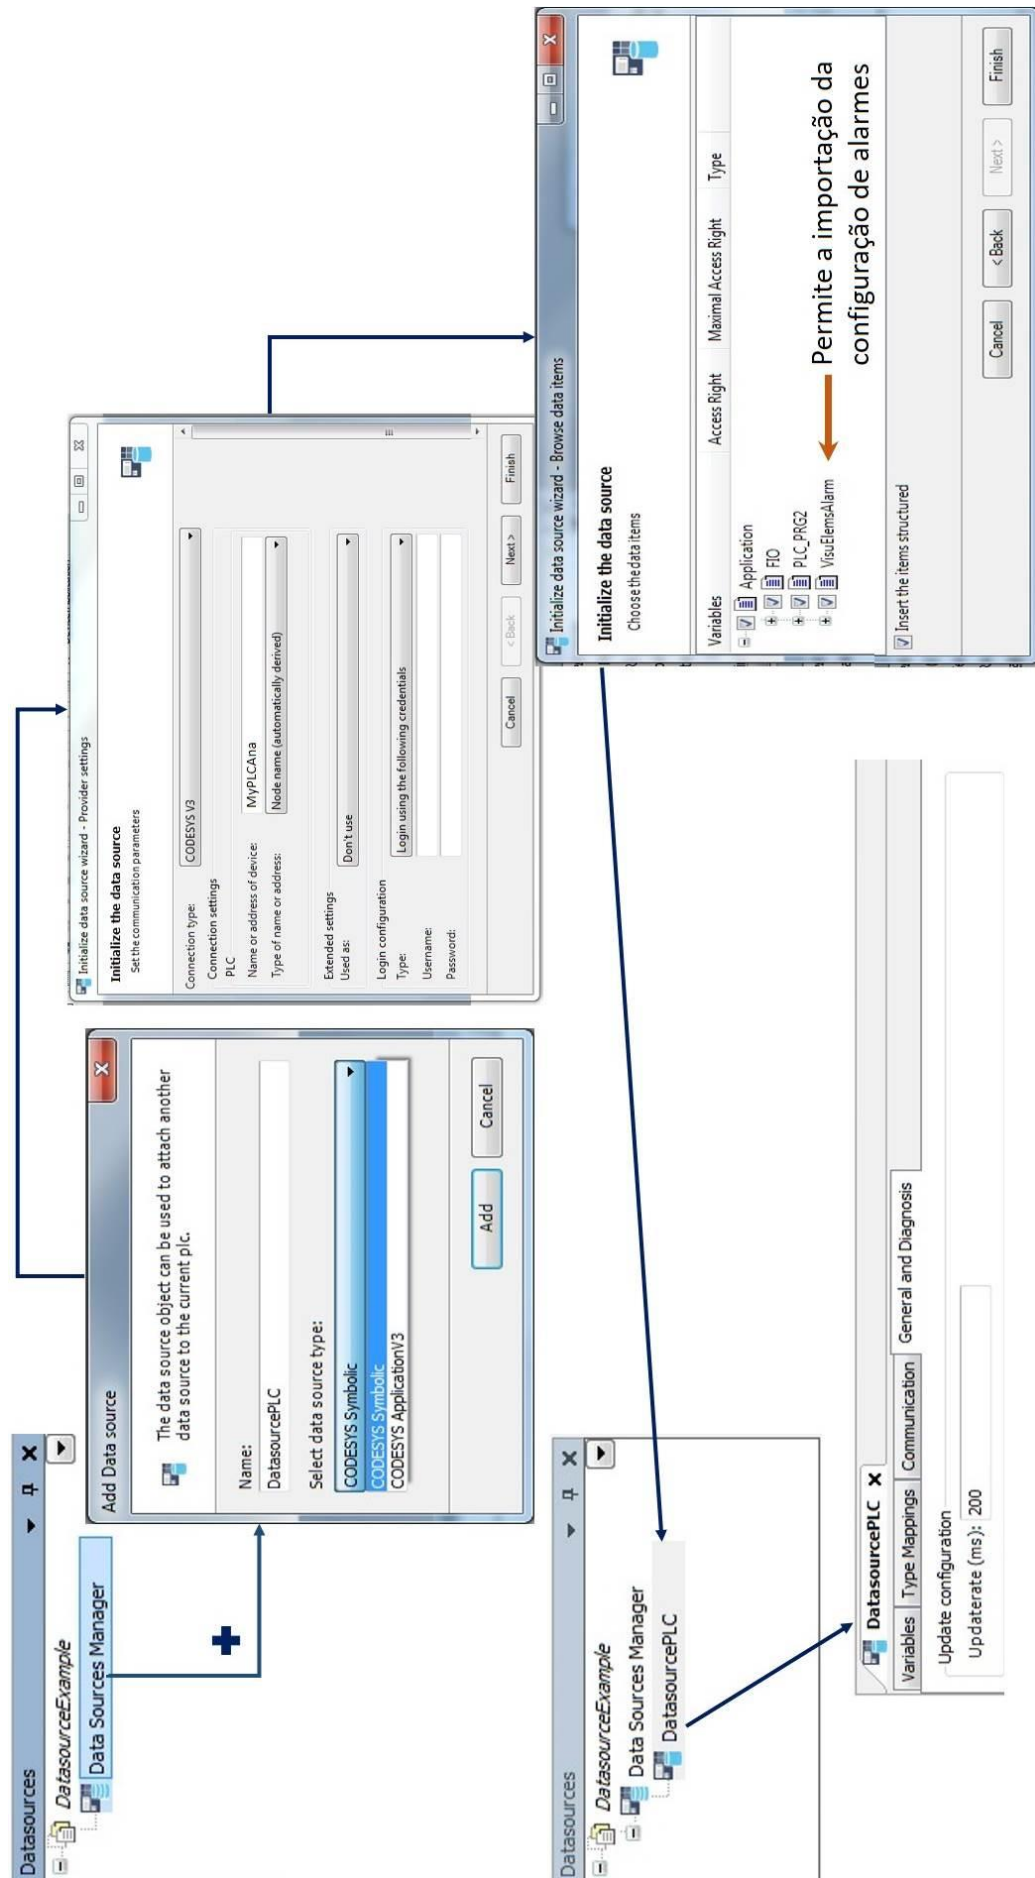 Datasources
DatasourceExample
Data Sources Manager
Add Data source
The data source object can be used to attach another
data source to the current plc.
Name:
DatasourcePLC
Select data source type:
CODESYS Symbolic
CODESYS Symbolic
CODESYS ApplicationV3
Add
Cancel
Initialize data source wizard - Provider settings
Initialize the data source
Set the communication parameters
Connection type:
CODESYS V3
Connection settings
PLC
Name or address of device:
MyPLCAna
Type of name or address:
Node name (automatically derived)
Extended settings
Used as:
Don't use
Login configuration
Type:
Login using the following credentials
Username:
Password:
Cancel
< Back
Next >
Finish
Initialize data source wizard - Browse data items
Initialize the data source
Choose the data items
Variables Access Right Maximal Access Right Type
Application
FIO
PLC_PRG2
VisuElemsAlarm
Permite a importação da
configuração de alarmes
Insert the items structured
Cancel
< Back
Next >
Finish
Datasources
DatasourceExample
Data Sources Manager
DatasourcePLC
DatasourcePLC
Variables Type Mappings Communication General and Diagnosis
Update configuration
Updaterate (ms): 200